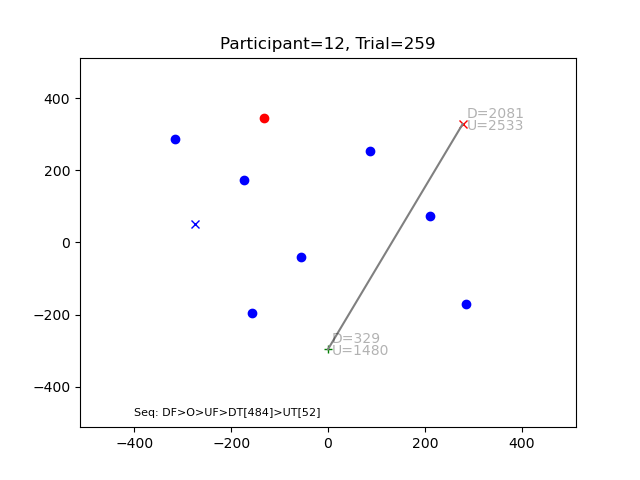 Participant=12, Trial=259
400
200
0
−200
−400
D=2081
U=2533
D=329
U=1480
Seq: DF>O>UF>DT[484]>UT[52]
−400
−200
0
200
400